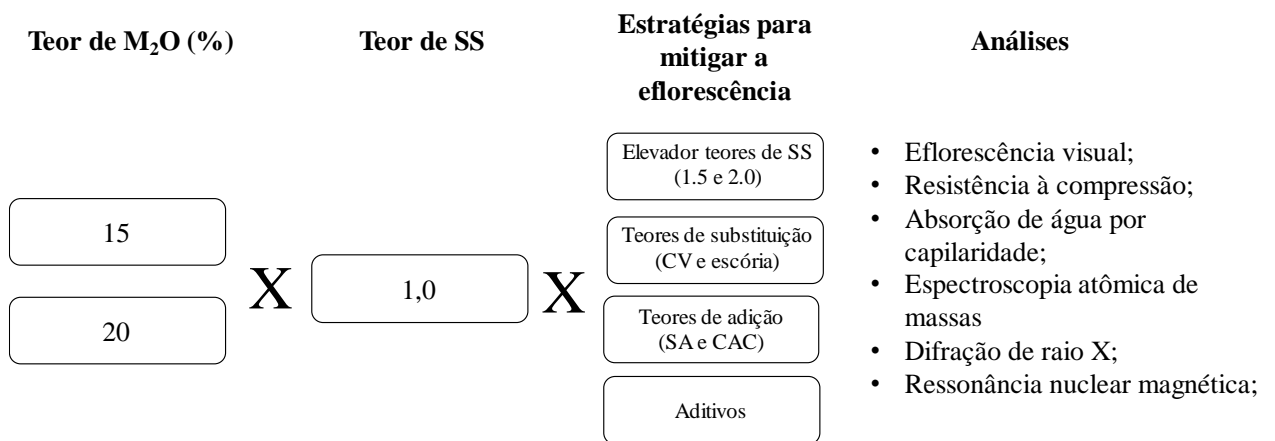 Teor de M₂O (%)
Teor de SS
Estratégias para
mitigar a
eflorescência
Análises
15
20
X
1,0
X
Elevador teores de SS
(1.5 e 2.0)
Teores de substituição
(CV e escória)
Teores de adição
(SA e CAC)
Aditivos
• Eflorescência visual;
• Resistência à compressão;
• Absorção de água por
capilaridade;
• Espectroscopia atômica de
massas
• Difração de raio X;
• Ressonância nuclear magnética;